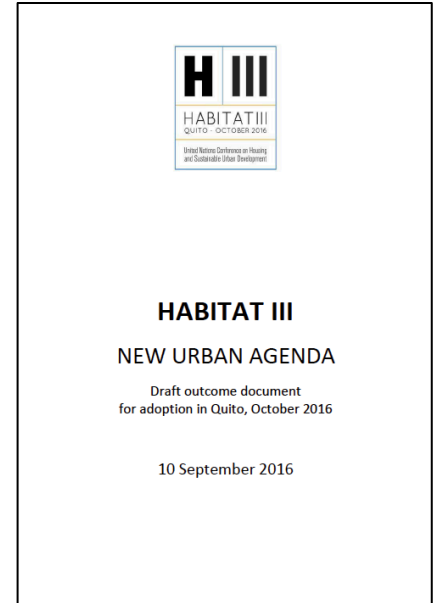 H III
HABITAT III
QUITO - OCTOBER 2016
United Nations Conference on Housing
and Sustainable Urban Development
HABITAT III
NEW URBAN AGENDA
Draft outcome document
for adoption in Quito, October 2016
10 September 2016